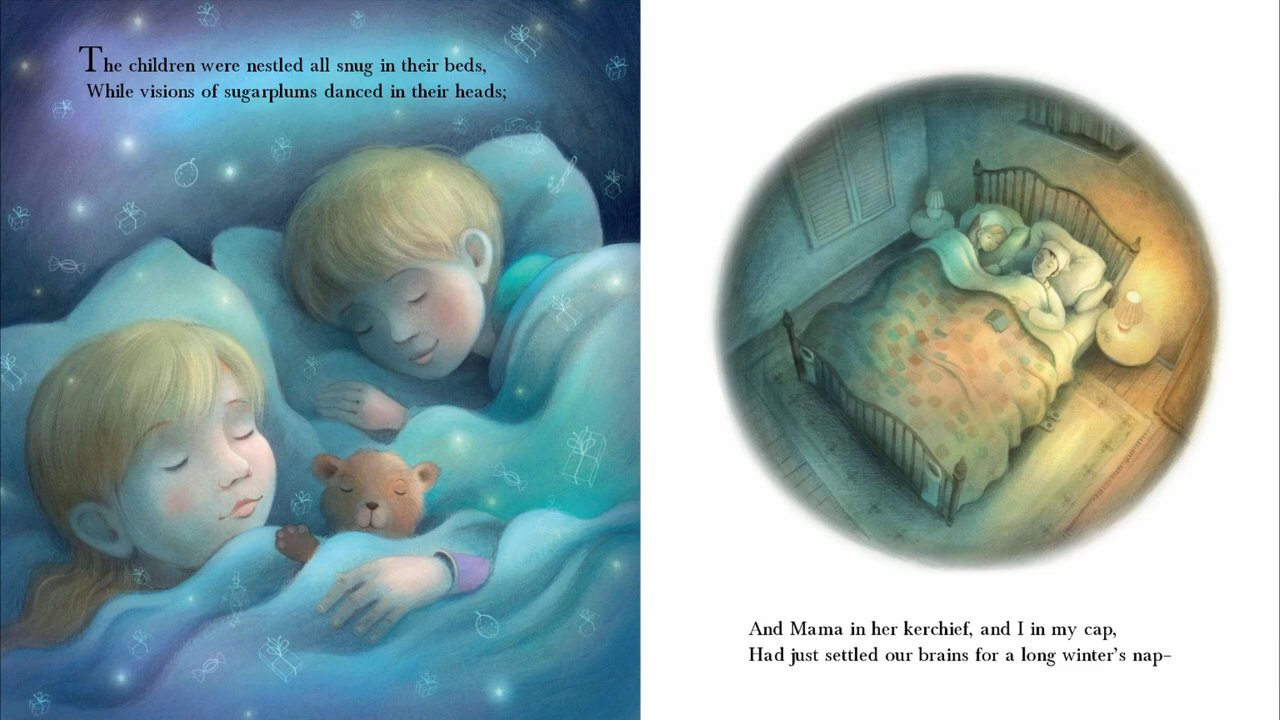 The children were nestled all snug in their beds,
While visions of sugarplums danced in their heads;
And Mama in her kerchief, and I in my cap,
Had just settled our brains for a long winter's nap–